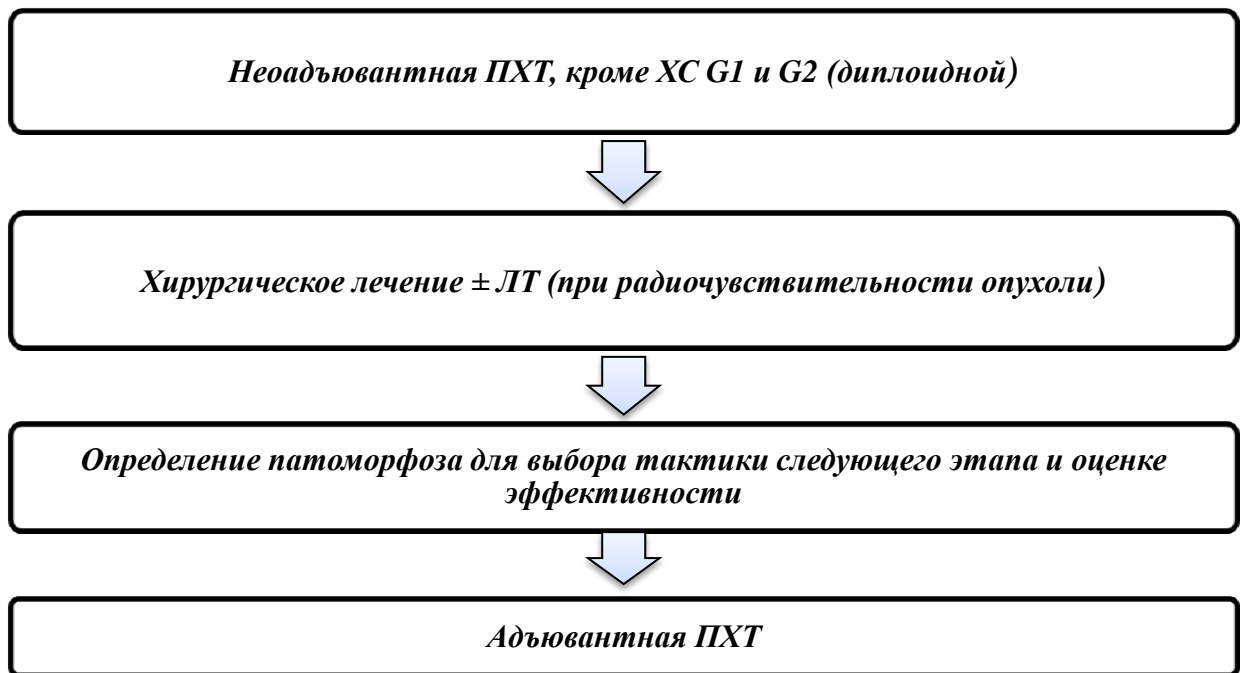 Неоадъювантная ПХТ, кроме ХС G1 и G2 (диплоидной)
Хирургическое лечение ± ЛТ (при радиочувствительности опухоли)
Определение патоморфоза для выбора тактики следующего этапа и оценке
эффективности
Адъювантная ПХТ